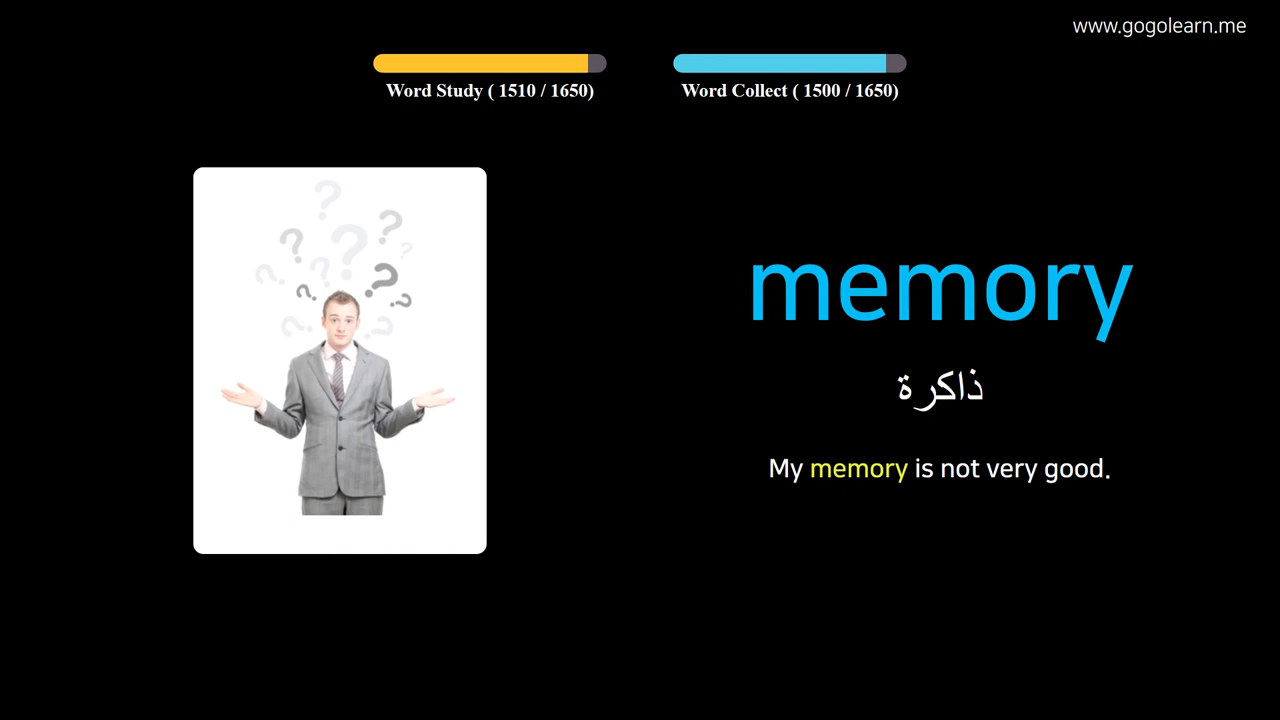 www.gogolearn.me
Word Study ( 1510 / 1650)
Word Collect ( 1500 / 1650)
memory
ذاكرة
My memory is not very good.